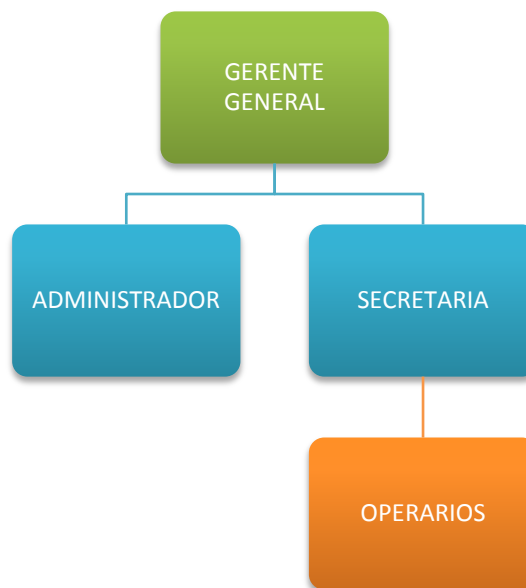 GERENTE
GENERAL
ADMINISTRADOR
SECRETARIA
OPERARIOS